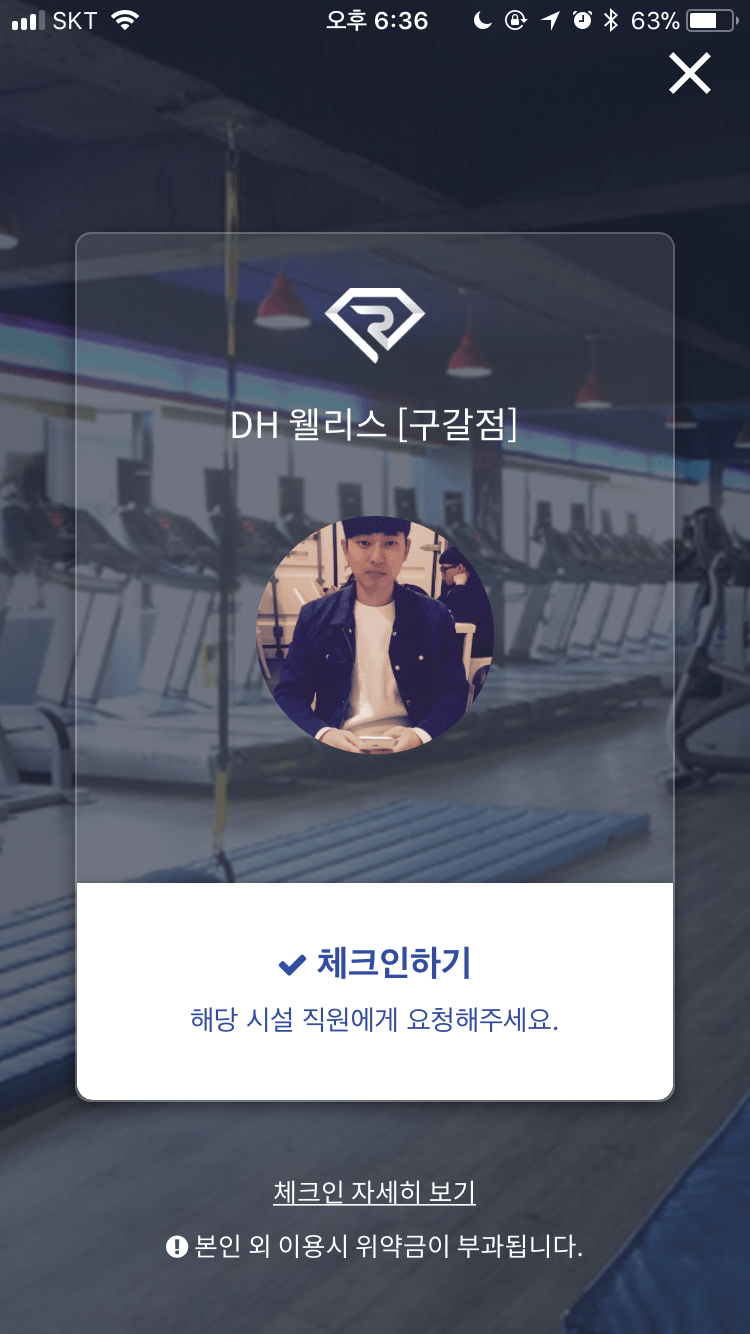 SKT 오후 6:36 63%
DH 웰리스 [구갈점]
체크인하기
해당 시설 직원에게 요청해주세요.
체크인 자세히 보기
본인 외 이용시 위약금이 부과됩니다.